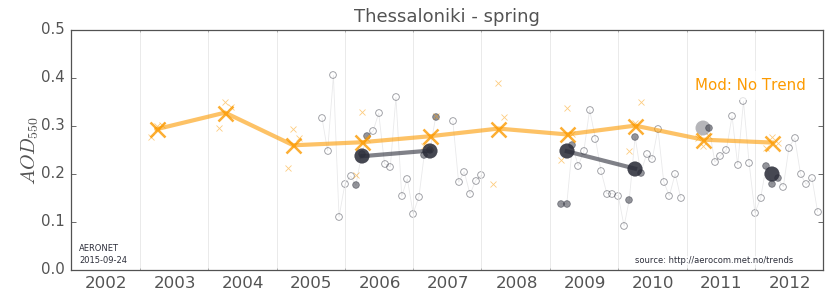 Thessaloniki - spring
0.5
0.4
0.3
0.2
0.1
0.0
AOD550
Mod: No Trend
AERONET
2015-09-24
source: http://aerocom.met.no/trends
2002 2003 2004 2005 2006 2007 2008 2009 2010 2011 2012